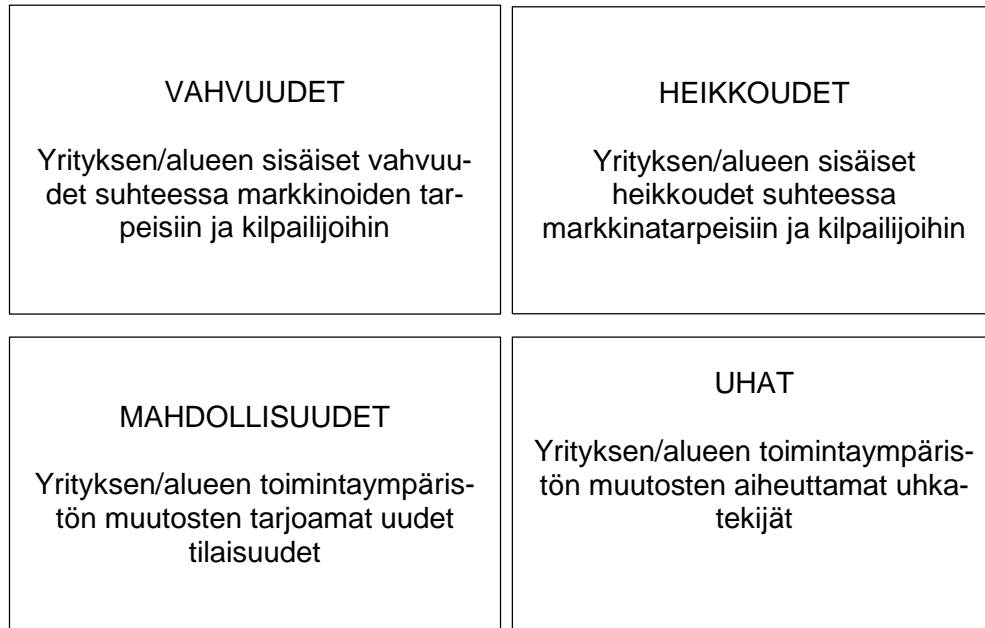 VAHVUUDET
Yrityksen/alueen sisäiset vahvuu-
det suhteessa markkinoiden tar-
peisiin ja kilpailijoihin
HEIKKOUDET
Yrityksen/alueen sisäiset
heikkoudet suhteessa
markkinatarpeisiin ja kilpailijoihin
MAHDOLLISUUDET
Yrityksen/alueen toimintaympäris-
tön muutosten tarjoamat uudet
tilaisuudet
UHAT
Yrityksen/alueen toimintaympäris-
tön muutosten aiheuttamat uhka-
tekijät